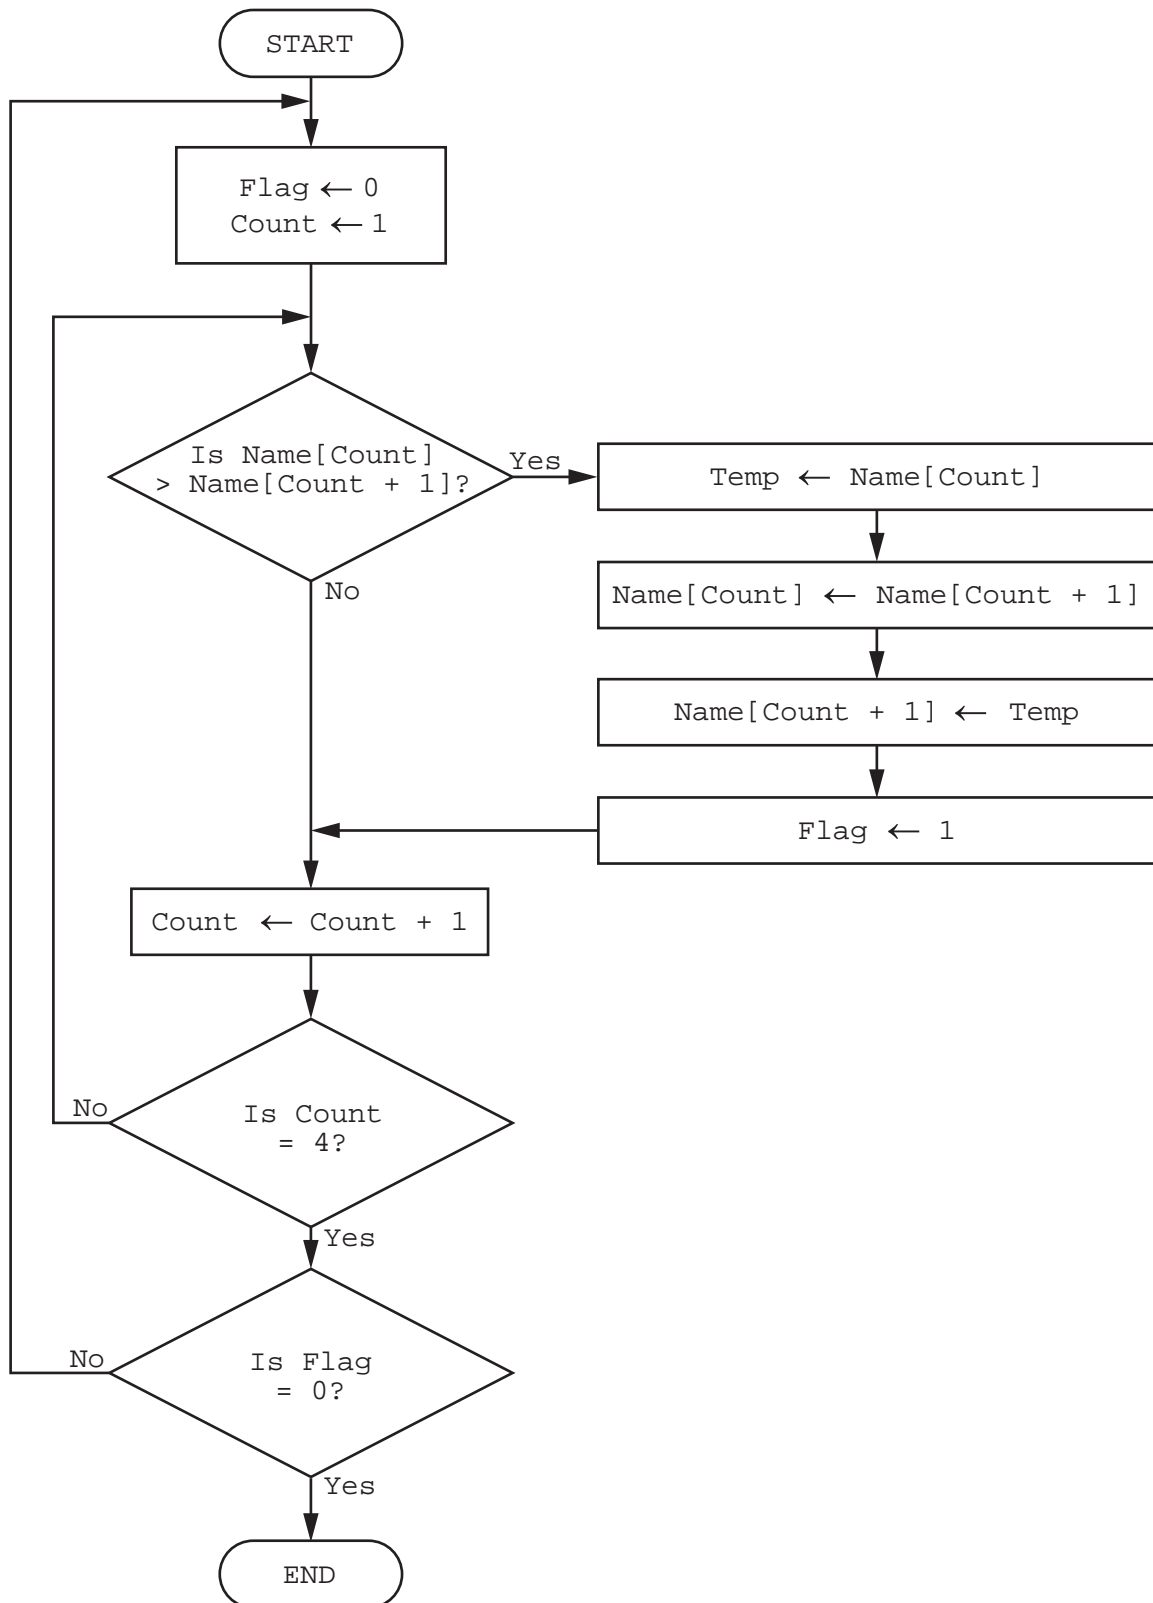 START
Flag ← 0
Count ← 1
Is Name[Count]
> Name[Count + 1]?
Yes
Temp ← Name[Count]
Name[Count] ← Name[Count + 1]
Name[Count + 1] ← Temp
Flag ← 1
No
Count ← Count + 1
Is Count
= 4?
No
Yes
Is Flag
= 0?
No
Yes
END